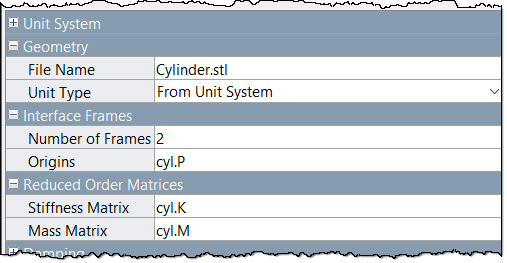 Unit System
Geometry
File Name Cylinder.stl
Unit Type From Unit System
Interface Frames
Number of Frames 2
Origins cyl.P
Reduced Order Matrices
Stiffness Matrix cyl.K
Mass Matrix cyl.M
Damping